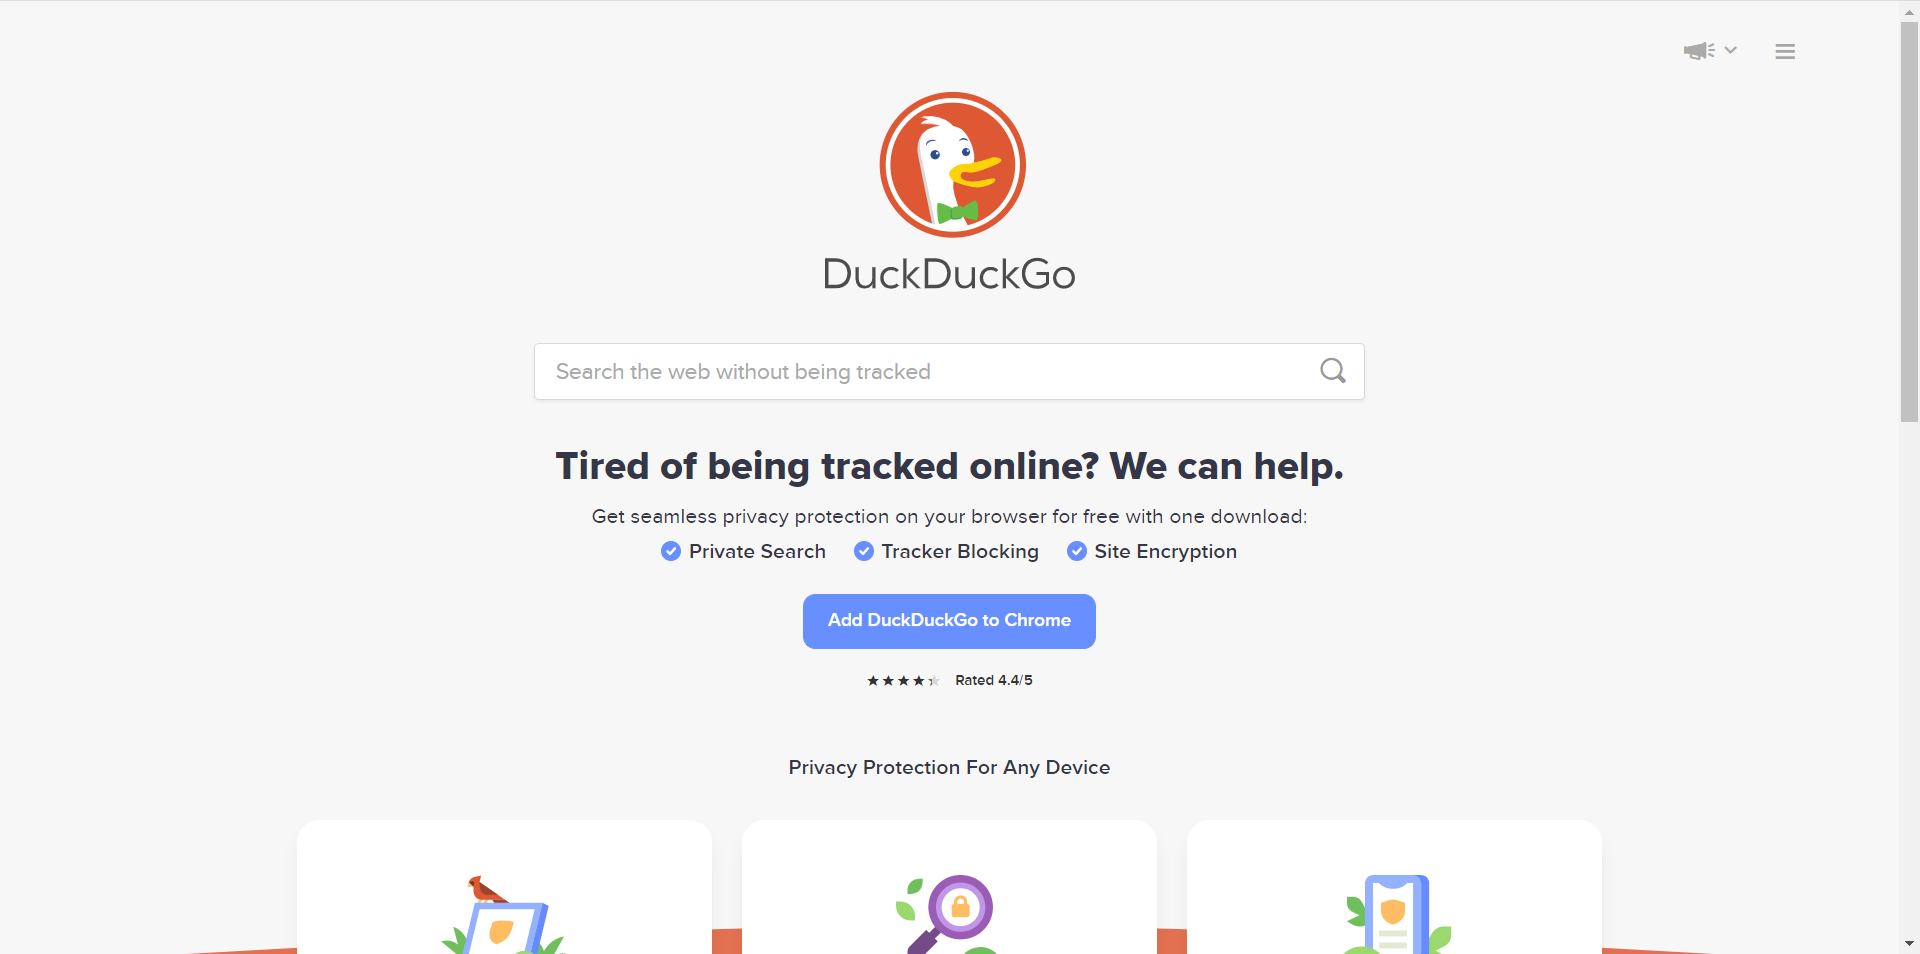 DuckDuckGo
Search the web without being tracked
Tired of being tracked online? We can help.
Get seamless privacy protection on your browser for free with one download:
Private Search Tracker Blocking Site Encryption
Add DuckDuckGo to Chrome
Rated 4.4/5
Privacy Protection For Any Device